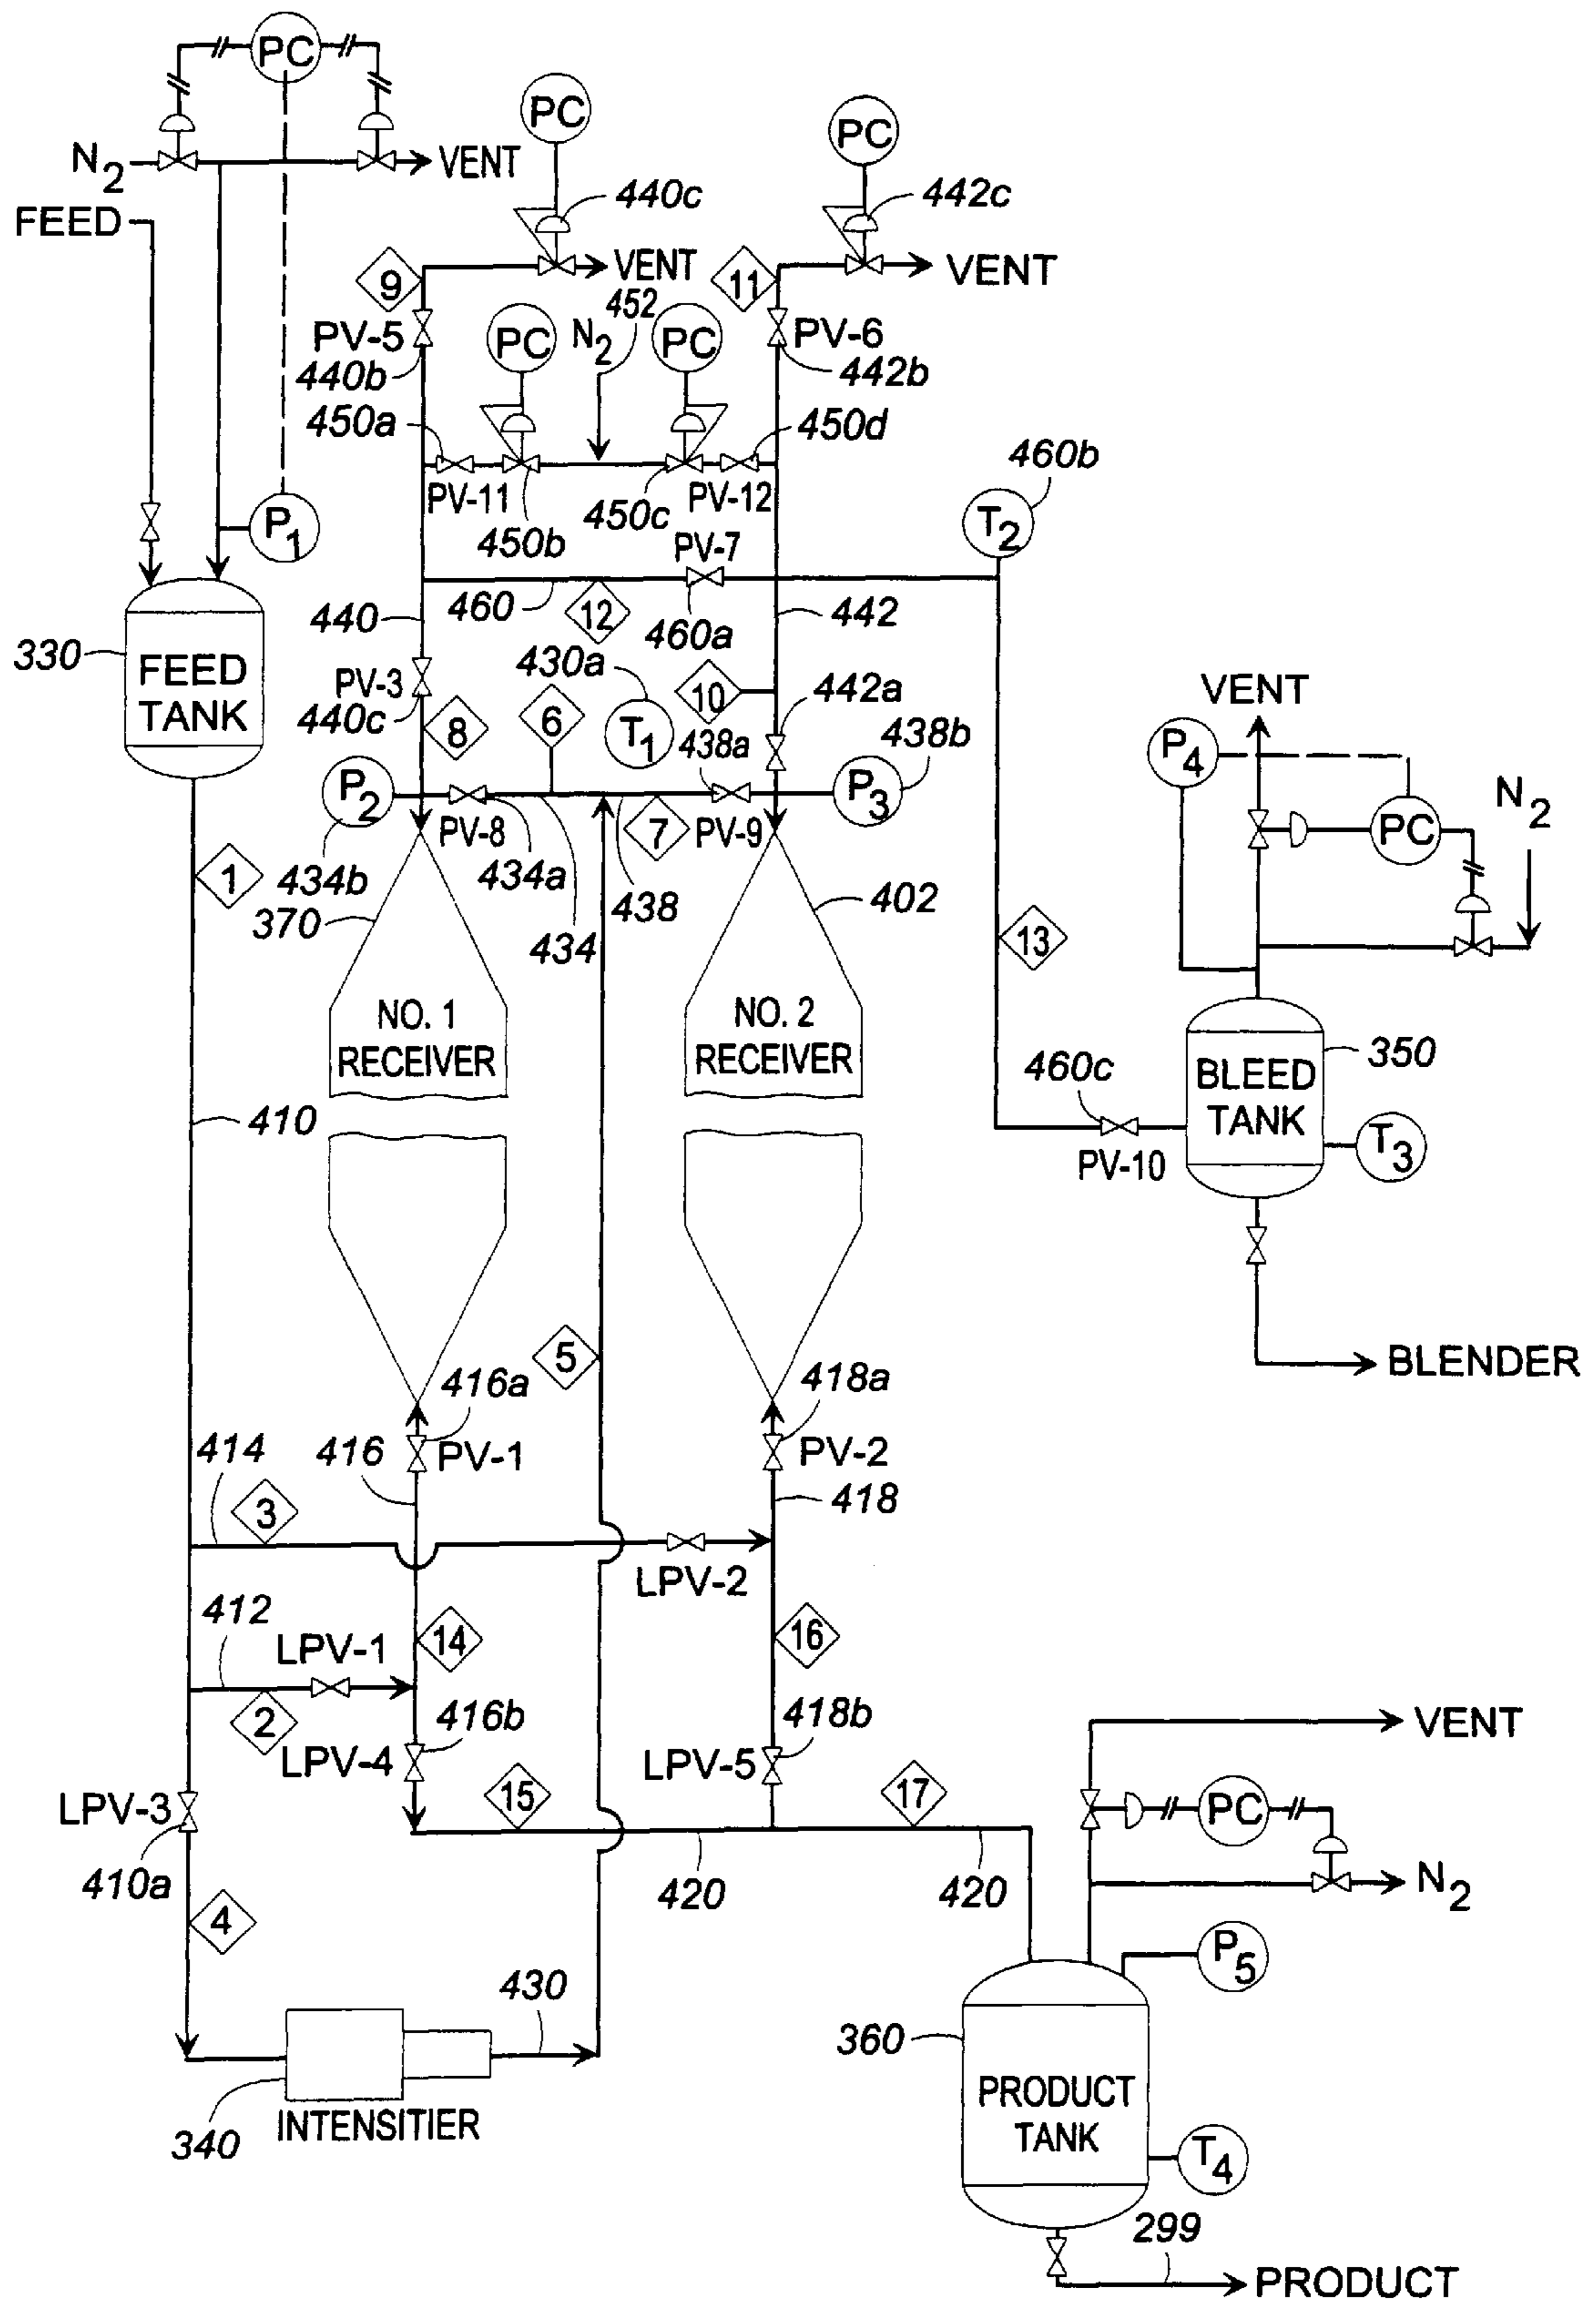 PC
N2
VENT
FEED
PC
440c
PC
442c
9
VENT
11
VENT
PV-5
PC
N2
452
PC
PV-6
440b
442b
450a
450d
460b
PV-11
450b
450c
PV-12
T2
P1
PV-7
460
12
460a
440
442
330
FEED
TANK
PV-3
440c
430a
10
442a
VENT
8
6
T1
438a
438b
P4
P2
P3
PC
N2
PV-8
7
PV-9
434b
434a
438
1
370
434
402
13
NO. 1
RECEIVER
NO. 2
RECEIVER
460c
BLEED
TANK
350
410
PV-10
T3
5
BLENDER
416a
418a
414
416
PV-1
PV-2
3
418
LPV-2
412
LPV-1
14
16
2
416b
418b
VENT
LPV-4
LPV-5
LPV-3
15
17
PC
410a
420
420
N2
4
P5
430
360
340
INTENSITIER
PRODUCT
TANK
T4
299
PRODUCT